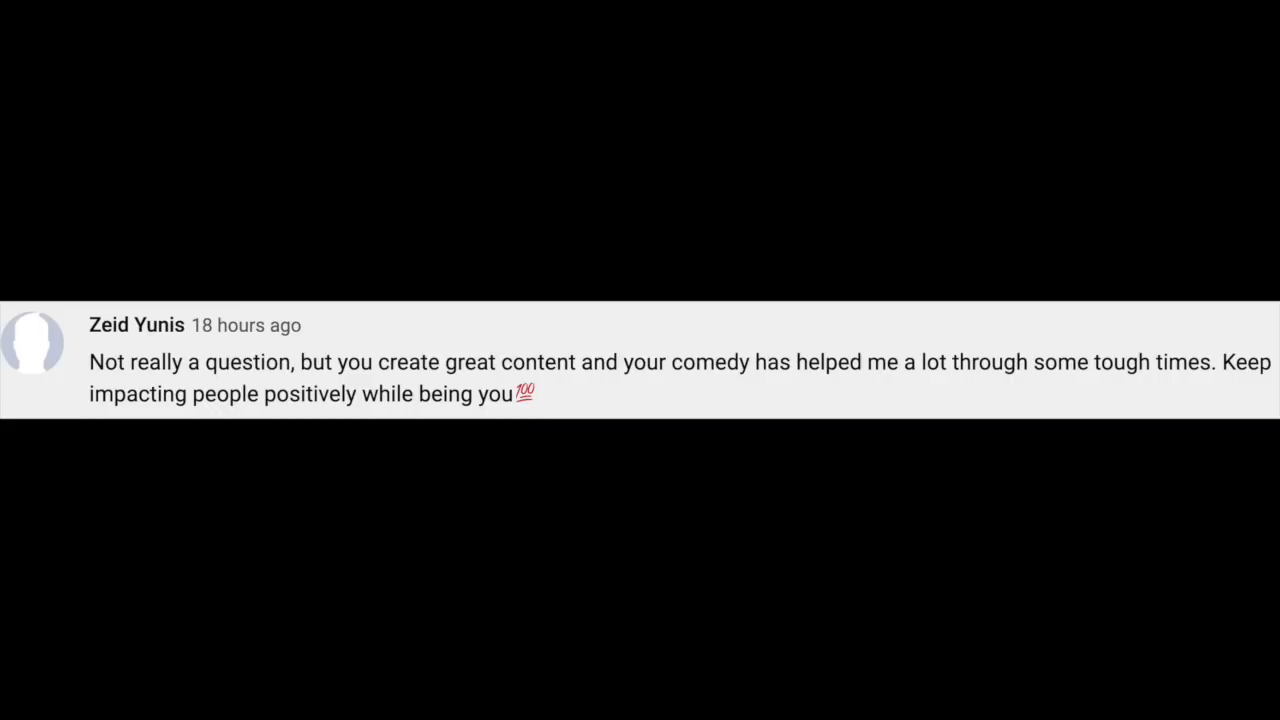 Zeid Yunis 18 hours ago
Not really a question, but you create great content and your comedy has helped me a lot through some tough times. Keep
impacting people positively while being you💯